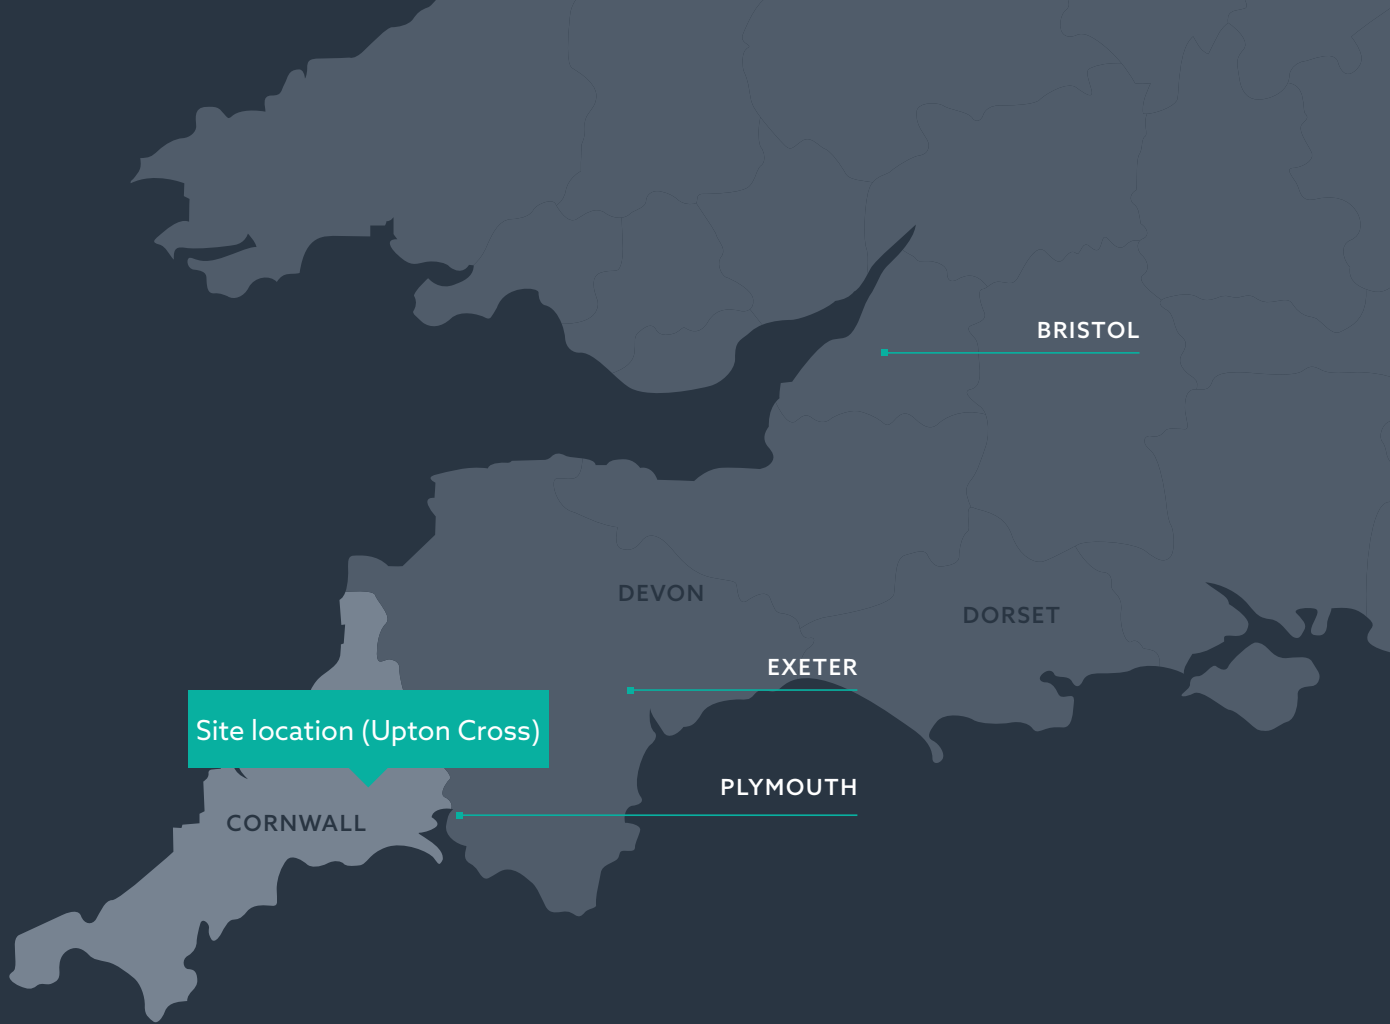 BRISTOL
DEVON
DORSET
EXETER
Site location (Upton Cross)
PLYMOUTH
CORNWALL